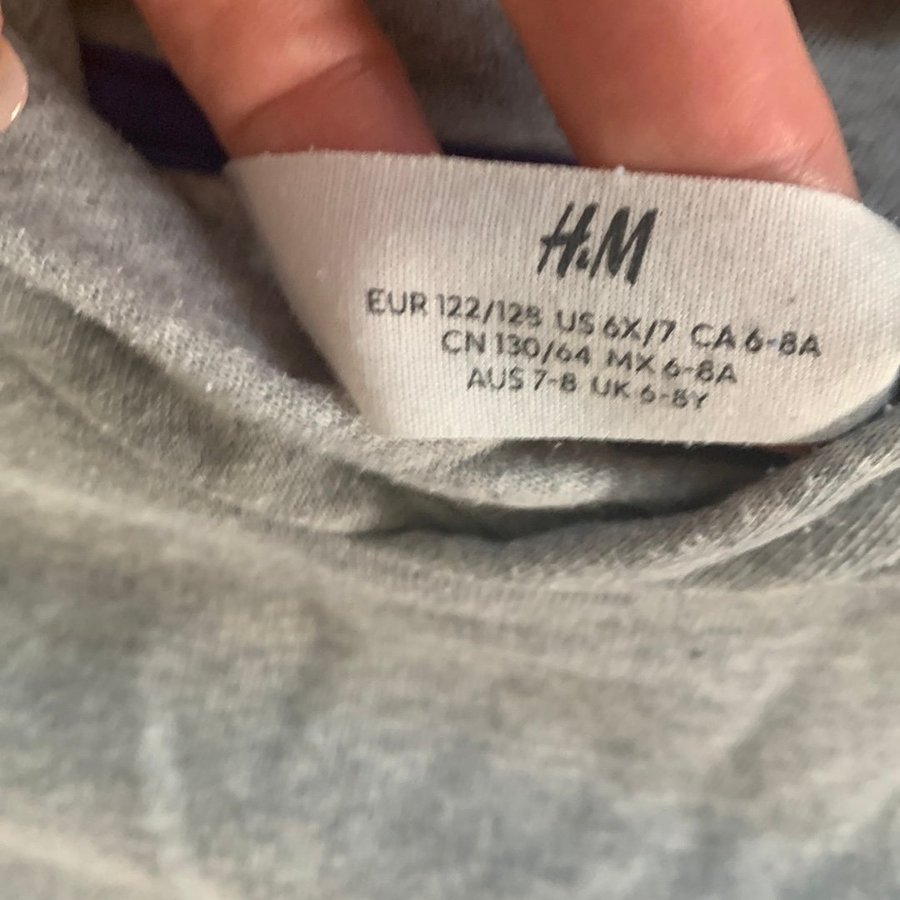 H&M
EUR 122/128 US 6X/7 CA 6-8A
CN 130/64 MX 6-8A
AUS 7-8 UK 6-8Y